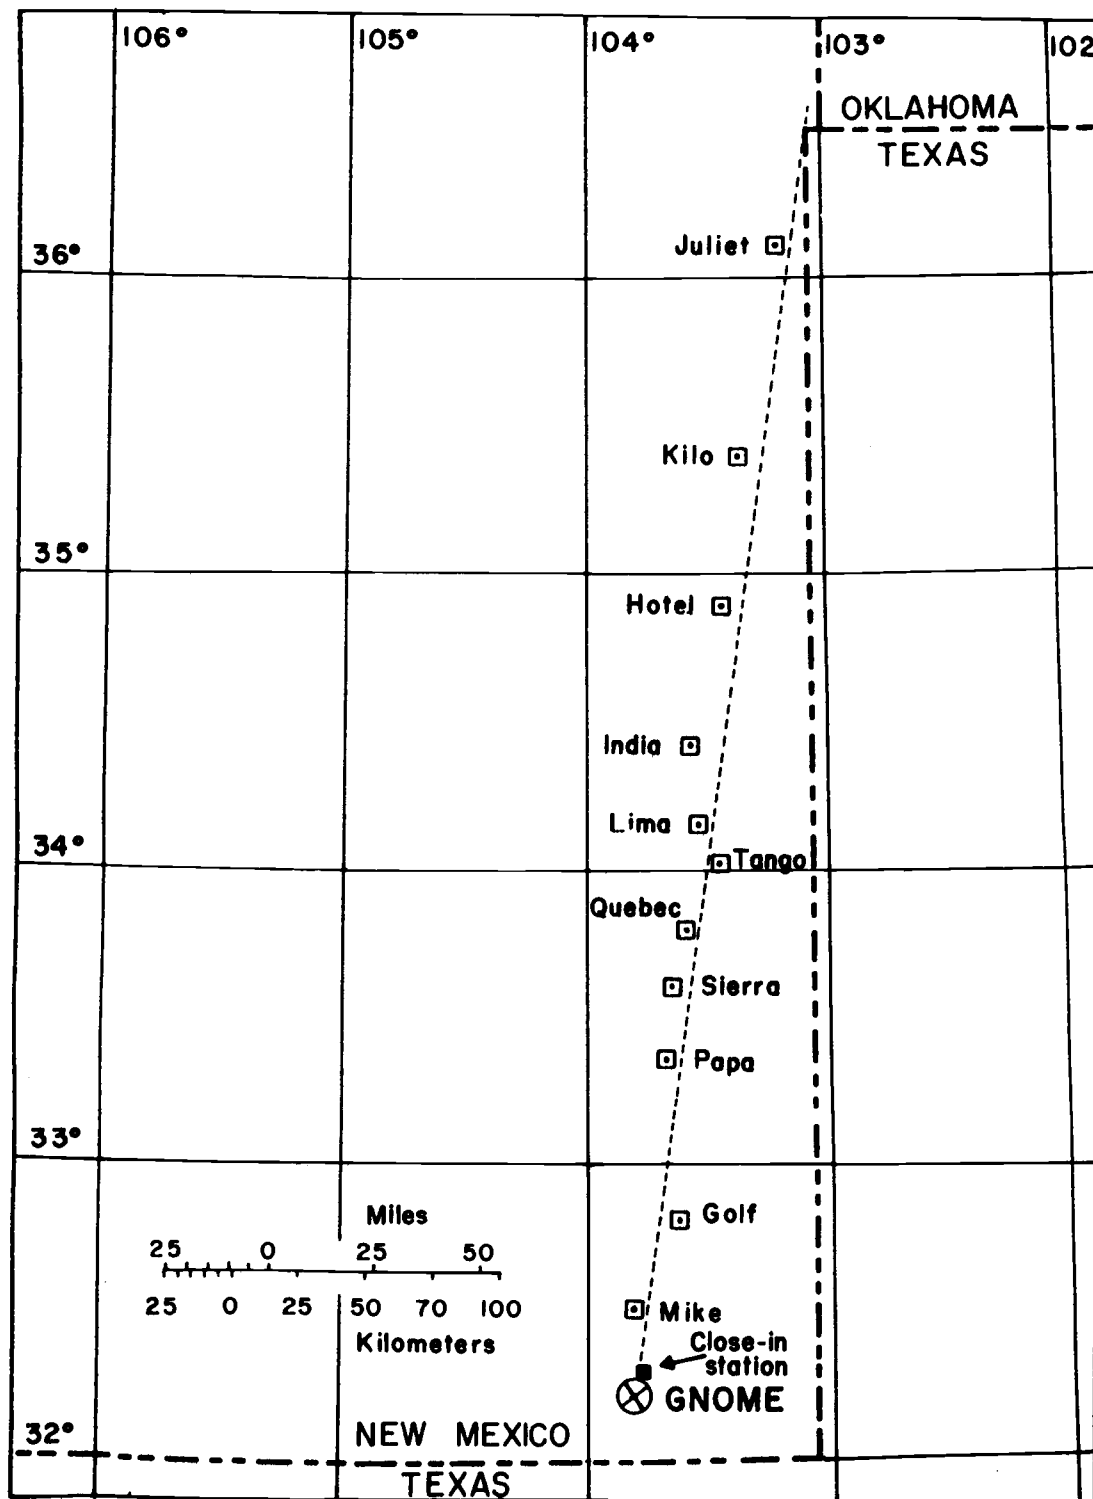 106° 105° 104° 103° 102
OKLAHOMA
TEXAS
Juliet
36°
Kilo
35°
Hotel
India
Lima
34°
Tango
Quebec
Sierra
Papa
33°
Golf
Miles
25 0 25 50
25 0 25 50 70 100
Kilometers
Mike
Close-in
station
GNOME
32°
NEW MEXICO
TEXAS